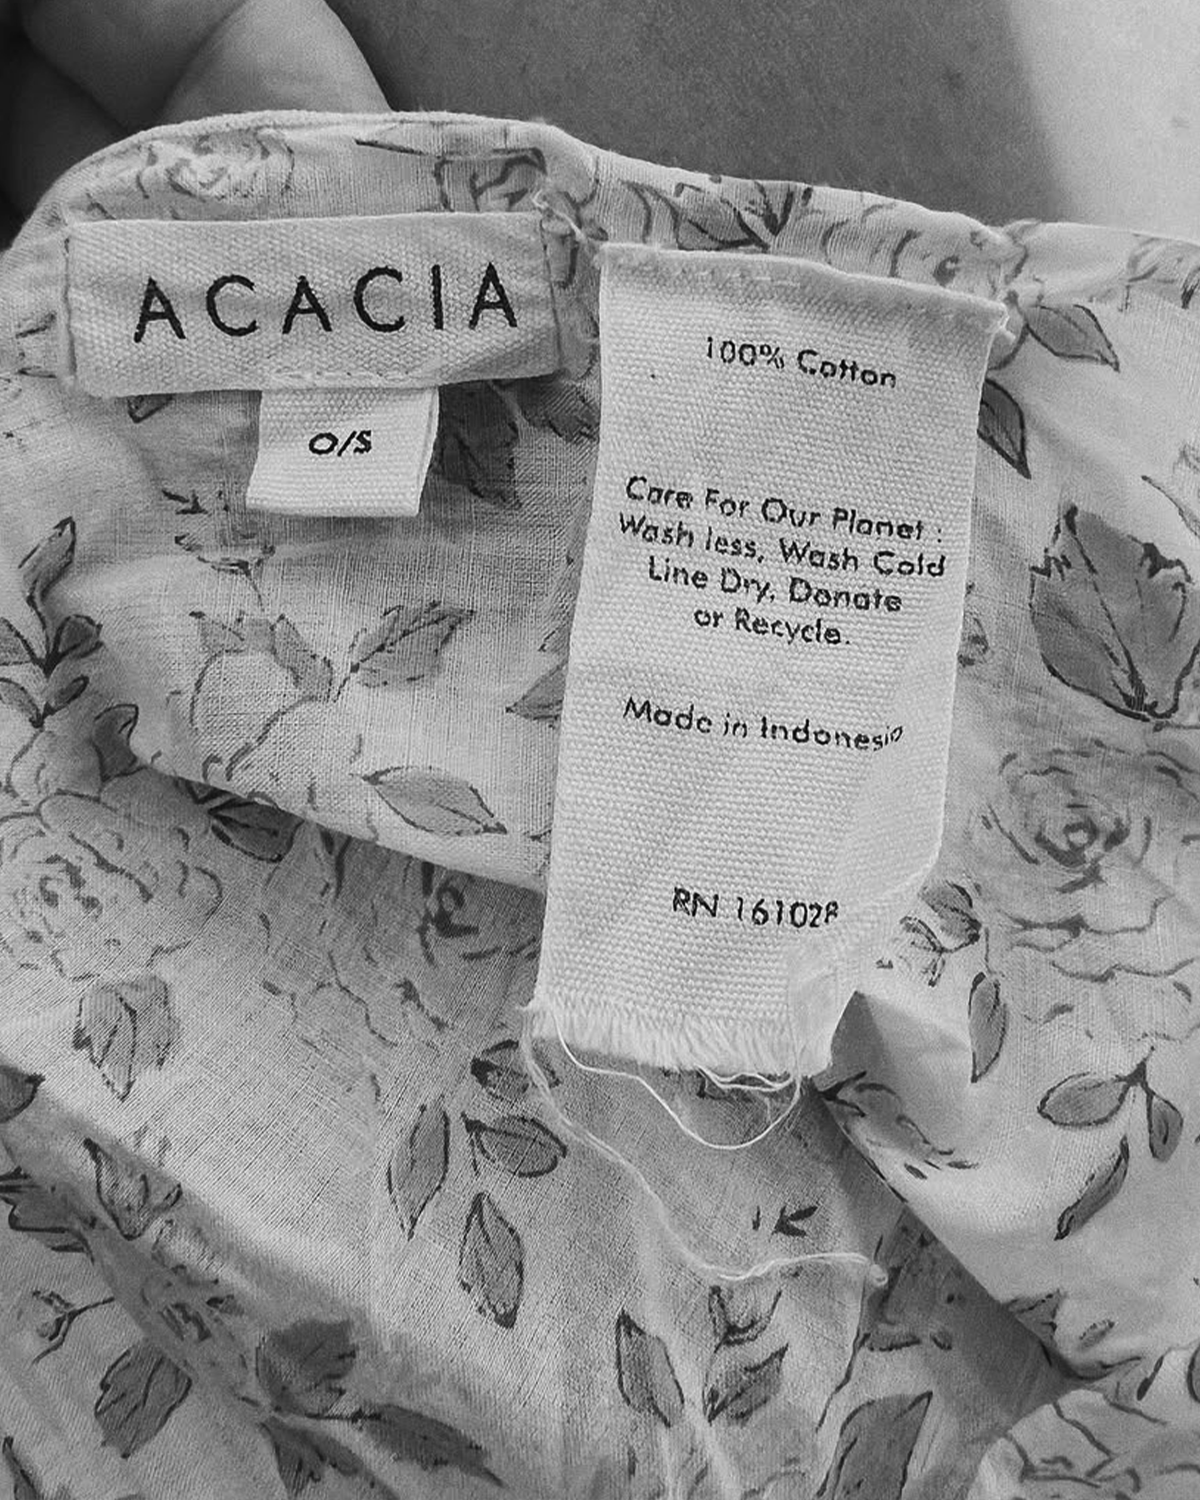 ACACIA
O/S
100% Cotton
Care For Our Planet :
Wash less, Wash Cold
Line Dry, Donate
or Recycle.
Made in Indonesia
RN 161028